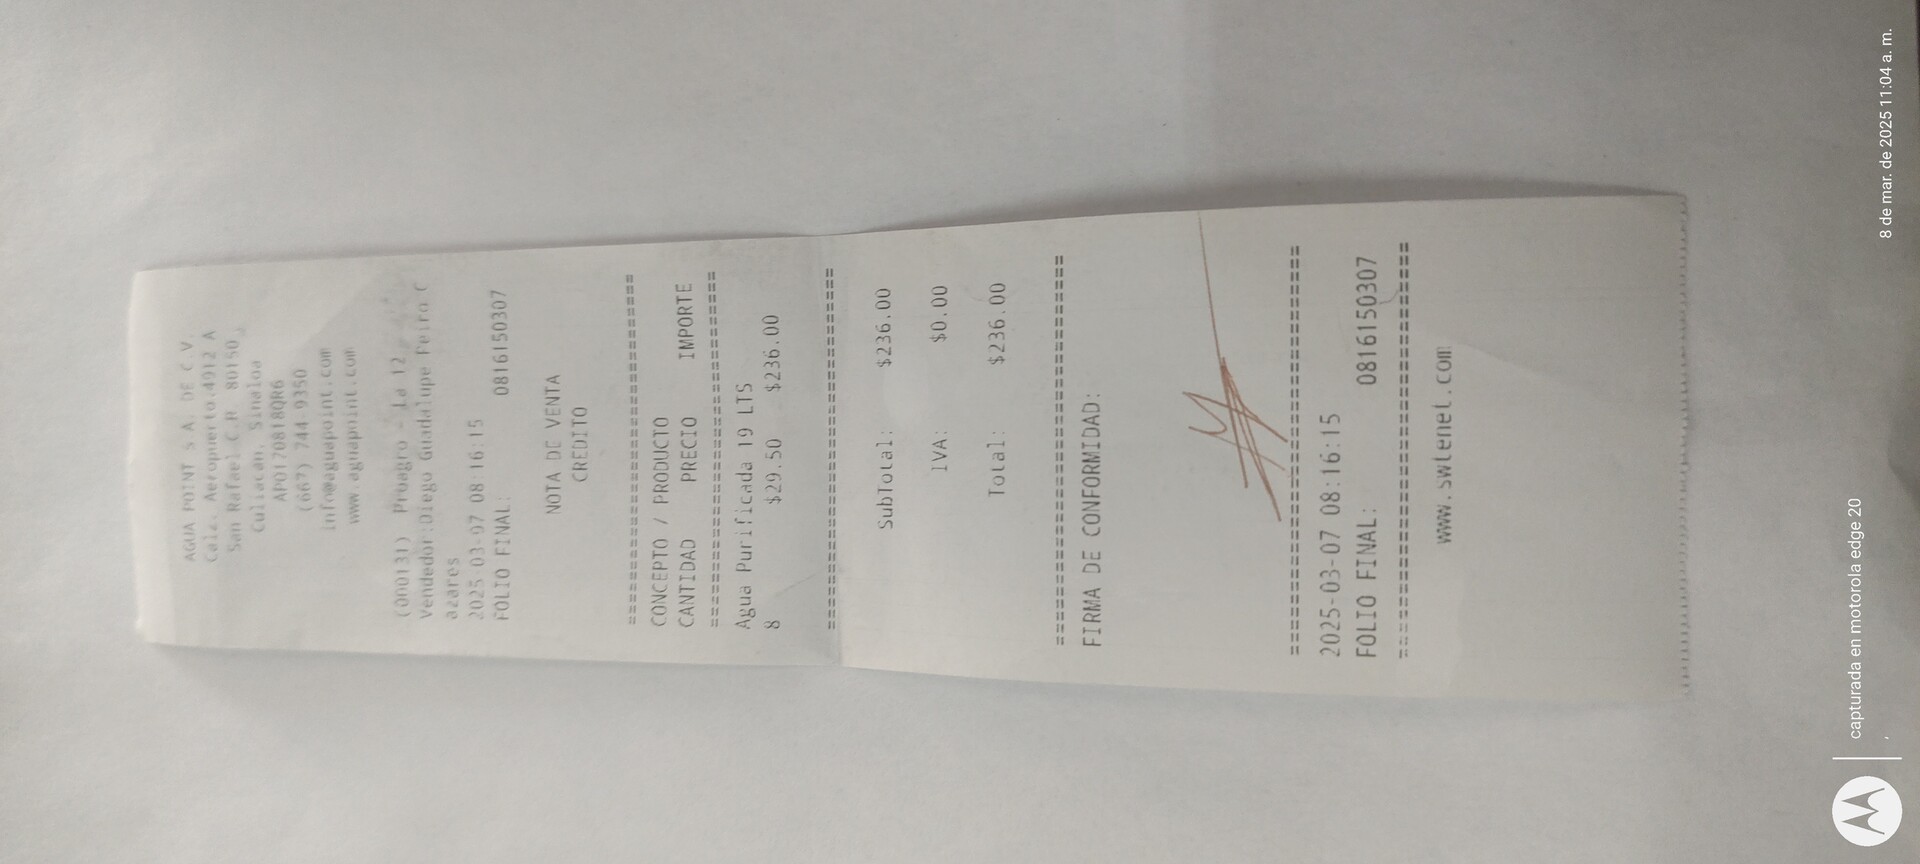 AGUA POINT S.A. DE C.V.
Calz. Aeropuerto.4912 A
San Rafael C.P. 80150,
Culiacan, Sinaloa
APO170818QR6
(667) 744 9350
info@aguapoint.com
www.aguapoint.com
(000131) Proagro - La 12
Vendedor:Diego Guadalupe Peiro C
azares
2025-03-07 08:16:15
FOLIO FINAL: 0816150307
NOTA DE VENTA
CREDITO
================================
CONCEPTO / PRODUCTO
CANTIDAD PRECIO IMPORTE
================================
Agua Purificada 19 LTS
8 $29.50 $236.00
================================
SubTotal: $236.00
IVA: $0.00
Total: $236.00
================================
FIRMA DE CONFORMIDAD:
================================
2025-03-07 08:16:15
FOLIO FINAL: 0816150307
================================
www.swtenet.com
capturada en motorola edge 20
8 de mar. de 2025 11:04 a. m.